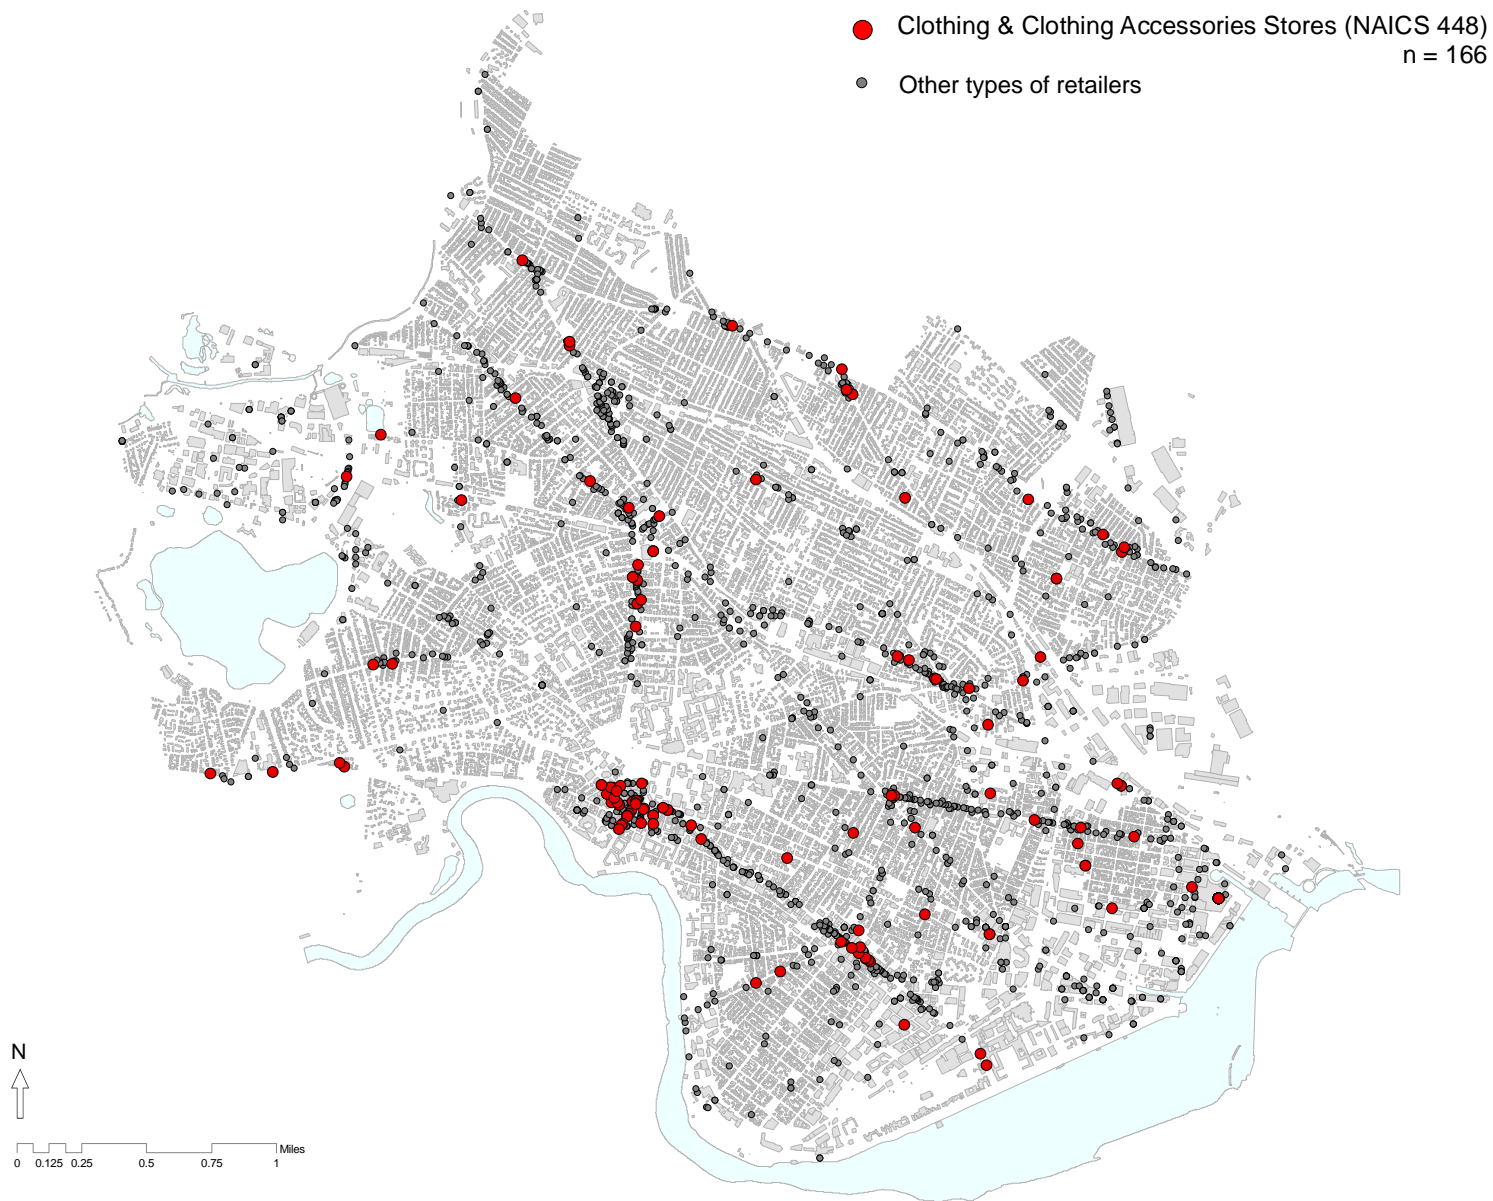 Clothing & Clothing Accessories Stores (NAICS 448)
n = 166
Other types of retailers
N
Miles
0 0.125 0.25 0.5 0.75 1